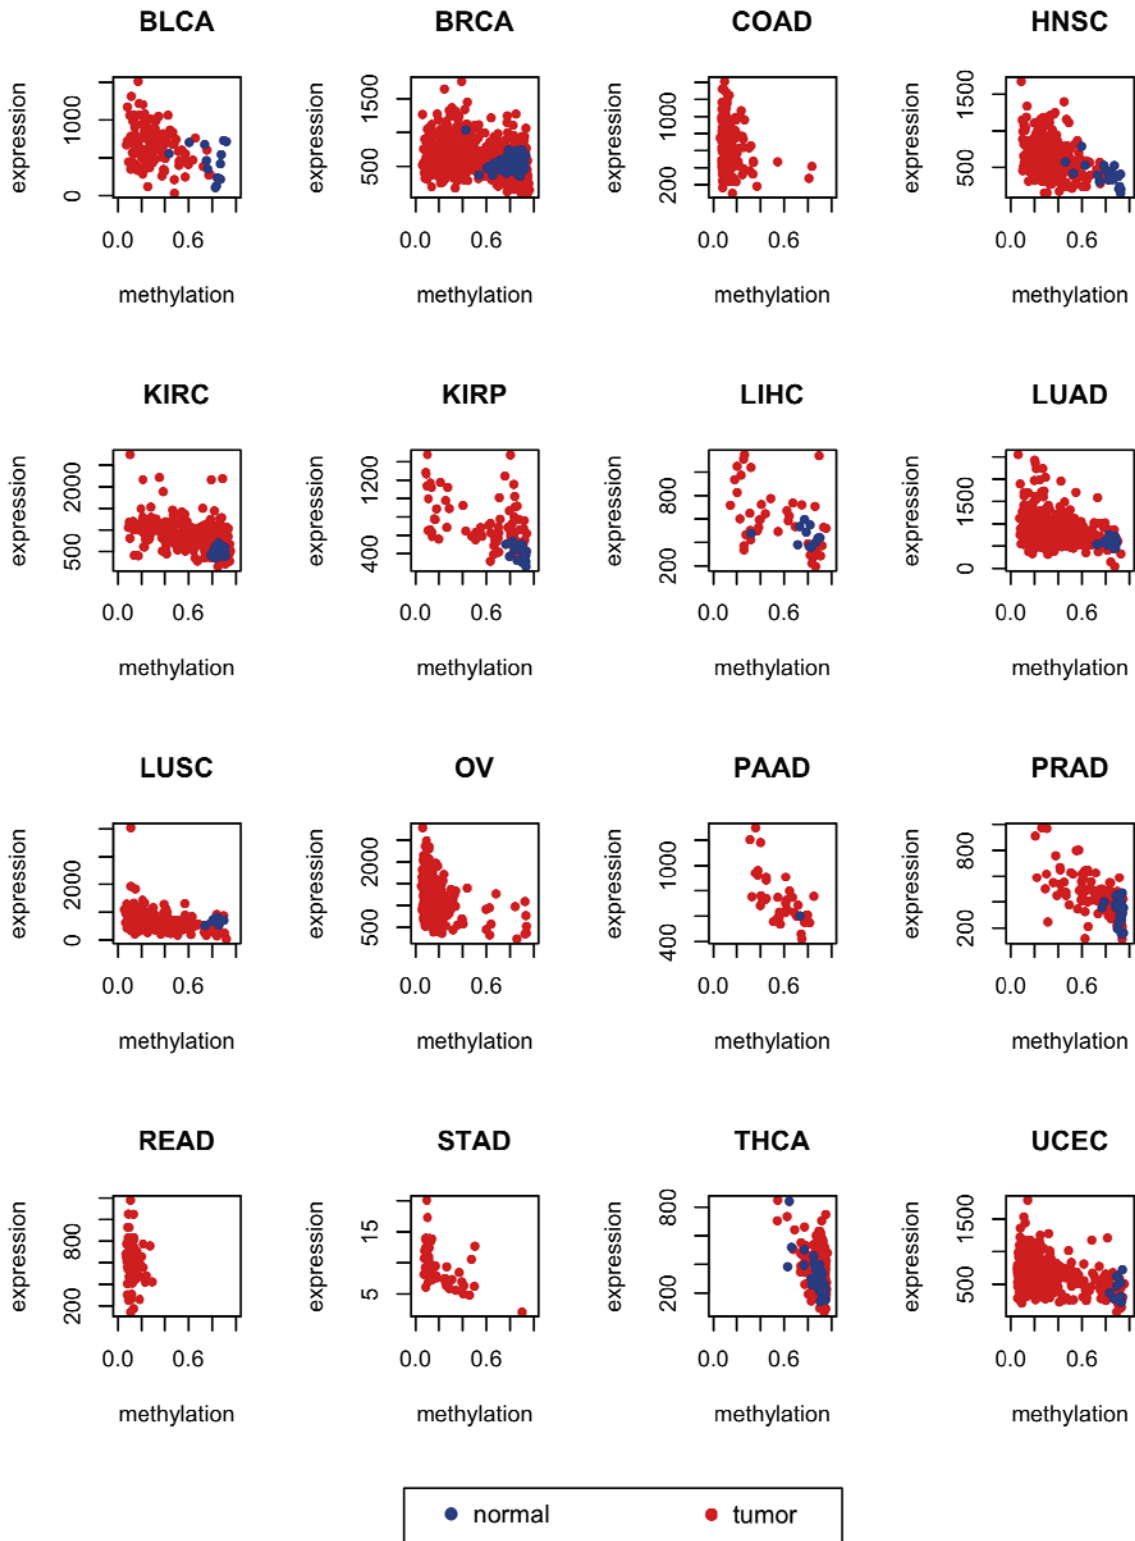 BLCA BRCA COAD HNSC
expression expression expression expression
0 1000
500 1500
200 1000
500 1500
0.0 0.6 0.0 0.6 0.0 0.6 0.0 0.6
methylation methylation methylation methylation
KIRC KIRP LIHC LUAD
expression expression expression expression
500 2000
400 1200
200 800
0 1500
0.0 0.6 0.0 0.6 0.0 0.6 0.0 0.6
methylation methylation methylation methylation
LUSC OV PAAD PRAD
expression expression expression expression
0 2000
500 2000
400 1000
200 800
0.0 0.6 0.0 0.6 0.0 0.6 0.0 0.6
methylation methylation methylation methylation
READ STAD THCA UCEC
expression expression expression expression
200 800
5 15
200 800
500 1500
0.0 0.6 0.0 0.6 0.0 0.6 0.0 0.6
methylation methylation methylation methylation
normal tumor